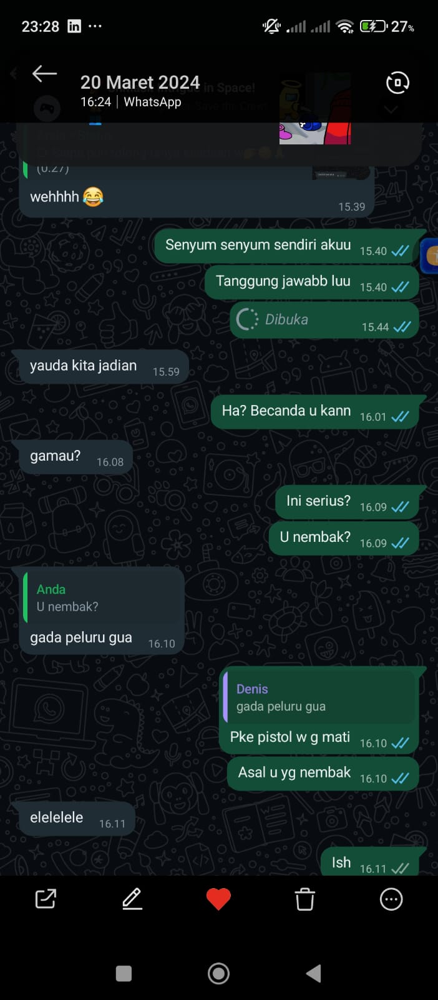 23:28
27%
20 Maret 2024
16:24 | WhatsApp
in Space!
(0:27)
wehhhh 😂
15.39
Senyum senyum sendiri akuu 15.40
Tanggung jawabb luu 15.40
Dibuka 15.44
yauda kita jadian 15.59
Ha? Becanda u kann 16.01
gamau? 16.08
Ini serius? 16.09
U nembak? 16.09
Anda
U nembak?
gada peluru gua 16.10
Denis
gada peluru gua
Pke pistol w g mati 16.10
Asal u yg nembak 16.10
elelelele 16.11
Ish 16.11